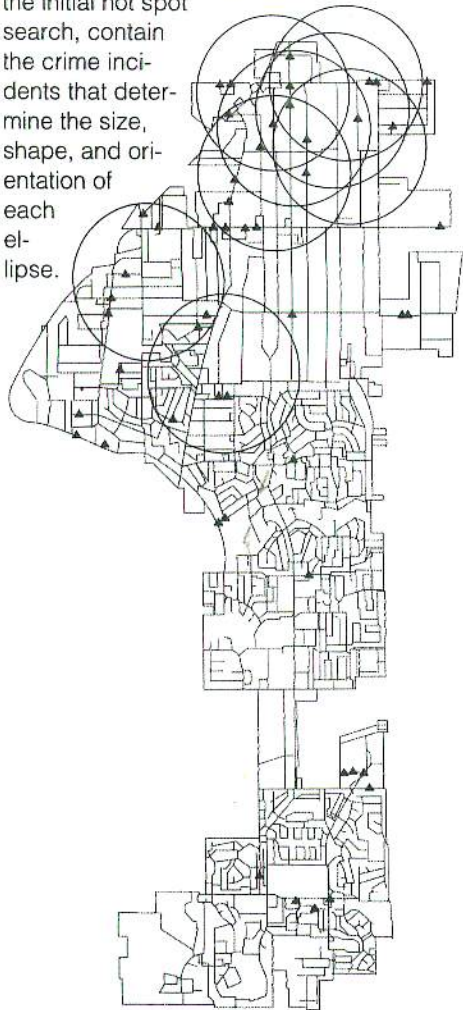 the initial hot spot
search, contain
the crime inci-
dents that deter-
mine the size,
shape, and ori-
entation of
each
el-
lipse.